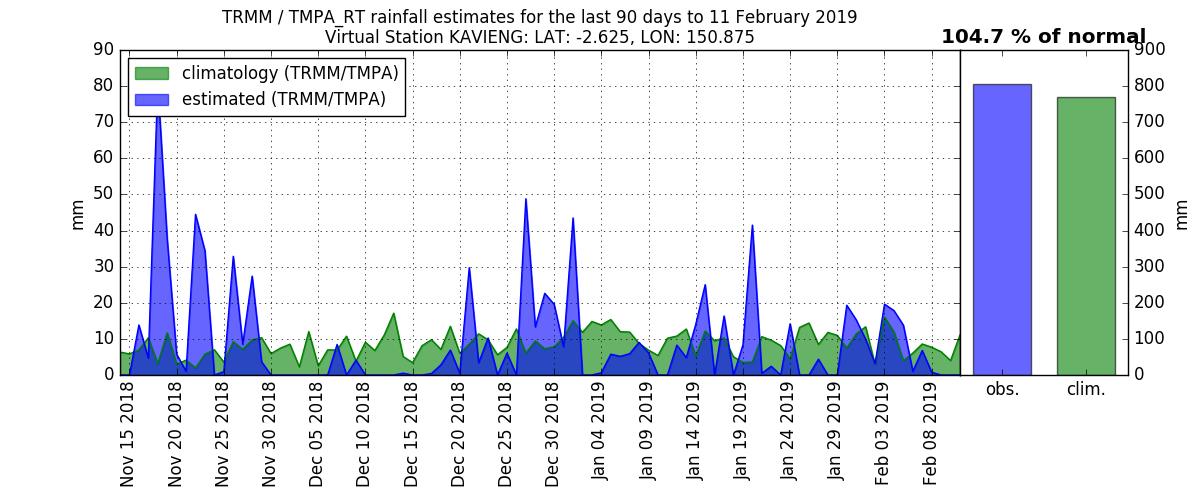 TRMM / TMPA_RT rainfall estimates for the last 90 days to 11 February 2019
Virtual Station KAVIENG: LAT: -2.625, LON: 150.875
104.7 % of normal
climatology (TRMM/TMPA)
estimated (TRMM/TMPA)
90
80
70
60
50
40
30
20
10
0
mm
Nov 15 2018
Nov 20 2018
Nov 25 2018
Nov 30 2018
Dec 05 2018
Dec 10 2018
Dec 15 2018
Dec 20 2018
Dec 25 2018
Dec 30 2018
Jan 04 2019
Jan 09 2019
Jan 14 2019
Jan 19 2019
Jan 24 2019
Jan 29 2019
Feb 03 2019
Feb 08 2019
obs.
clim.
900
800
700
600
500
400
300
200
100
0
mm